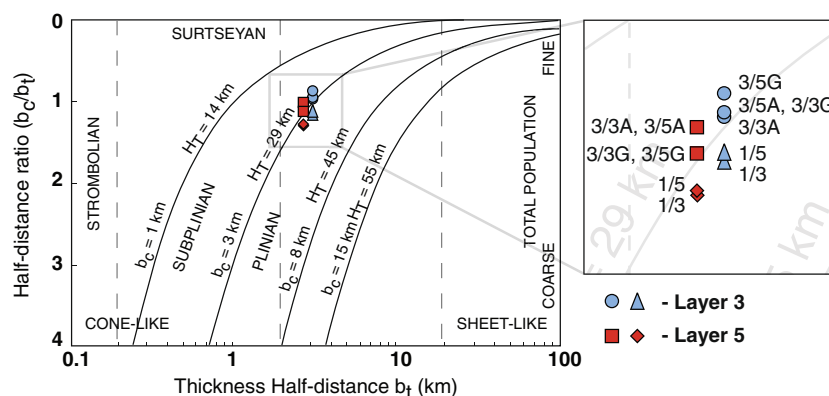 Half-distance ratio (bc/bt)
0
1
2
3
4
0.1
1
10
100
Thickness Half-distance bt (km)
SURTSEYAN
STROMBOLIAN
SUBPLINIAN
PLINIAN
CONE-LIKE
SHEET-LIKE
FINE
TOTAL POPULATION
COARSE
HT = 14 km
HT = 29 km
HT = 45 km
HT = 55 km
bc = 1 km
bc = 3 km
bc = 8 km
bc = 15 km
3/5G
3/5A, 3/3G
3/3A
3/3A, 3/5A
3/3G, 3/5G
1/5
1/3
1/5
1/3
= 29 km
km
- Layer 3
- Layer 5